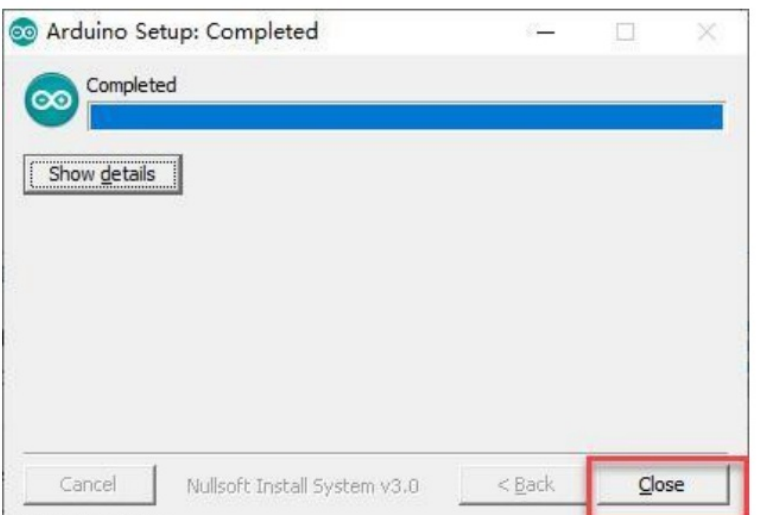 Arduino Setup: Completed
Completed
Show details
Cancel
Nullsoft Install System v3.0
< Back
Close